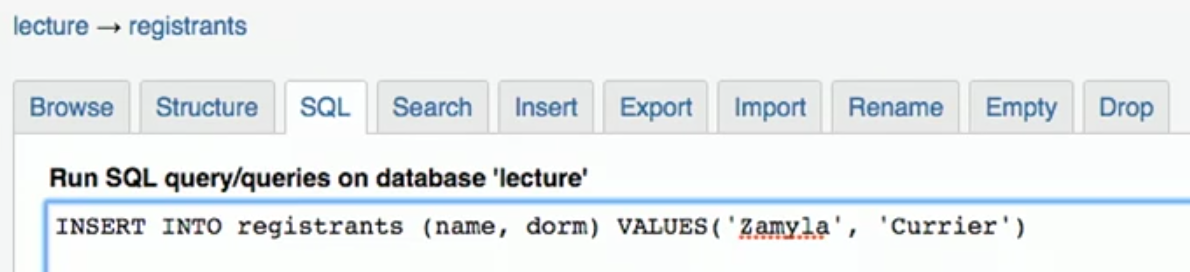 lecture → registrants
Browse Structure SQL Search Insert Export Import Rename Empty Drop
Run SQL query/queries on database 'lecture'
INSERT INTO registrants (name, dorm) VALUES('Zamyla', 'Currier')